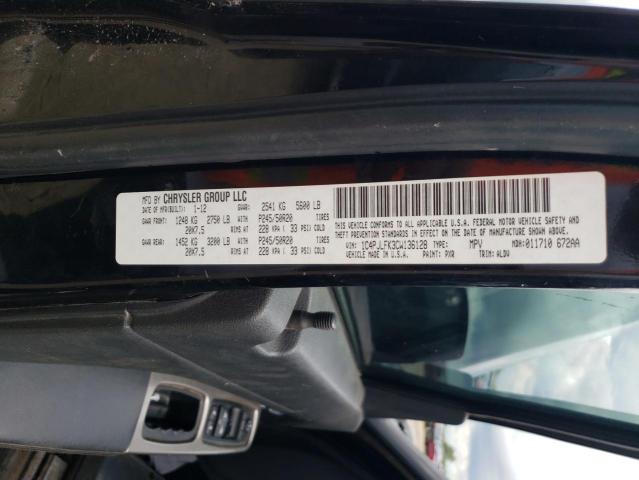 MFD BY CHRYSLER GROUP LLC
DATE OF MFR(BUILT): 1-12 GVWR: 2541 KG 5600 LB
GAWR FRONT: 1248 KG 2750 LB WITH P245/50R20 TIRES
20X7.5 RIMS AT 228 KPA ( 33 PSI) COLD
GAWR REAR: 1452 KG 3200 LB WITH P245/50R20 TIRES
20X7.5 RIMS AT 228 KPA ( 33 PSI) COLD
THIS VEHICLE CONFORMS TO ALL APPLICABLE U.S.A. FEDERAL MOTOR VEHICLE SAFETY, BUMPER AND
THEFT PREVENTION STANDARDS IN EFFECT ON THE DATE OF MANUFACTURE SHOWN ABOVE.
VIN: 1C4PJLFK3CW136128 TYPE: MPV MDH: 011710 672AA
VEHICLE MADE IN U.S.A. PAINT: PXR TRIM: ALDV